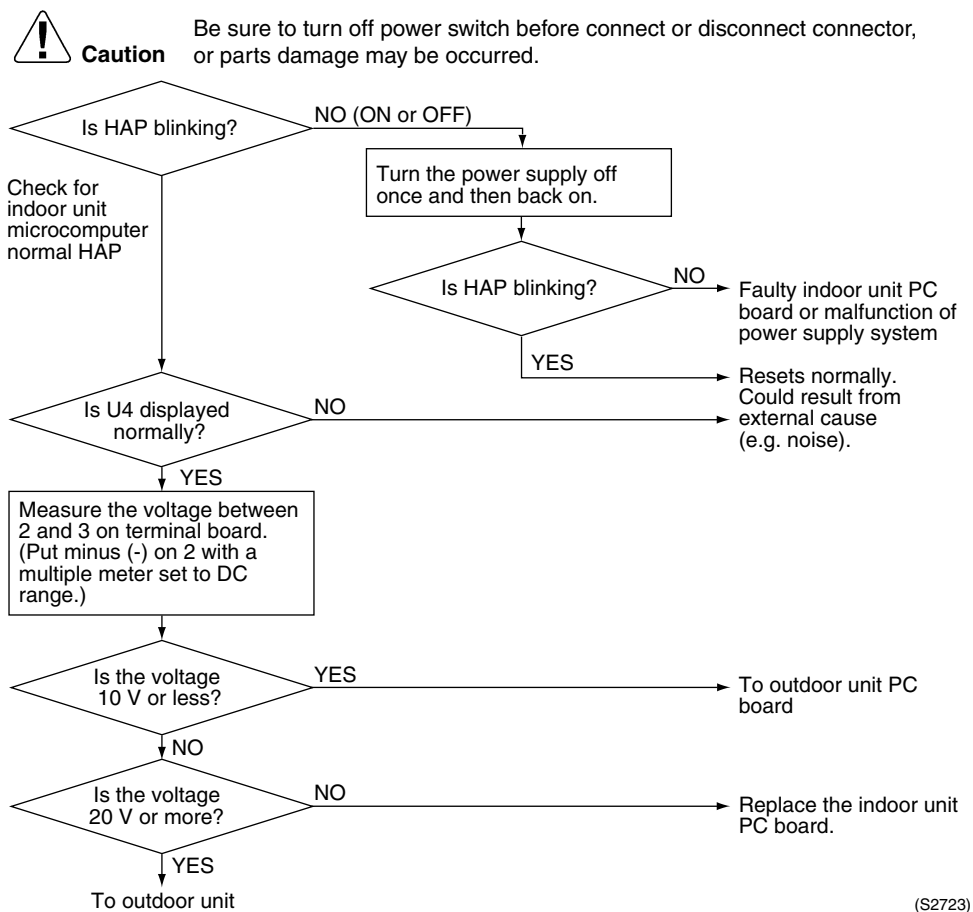 Be sure to turn off power switch before connect or disconnect connector,
Caution or parts damage may be occurred.
Is HAP blinking?
NO (ON or OFF)
Check for
indoor unit
microcomputer
normal HAP
Turn the power supply off
once and then back on.
Is HAP blinking?
NO
Faulty indoor unit PC
board or malfunction of
power supply system
YES
Resets normally.
Could result from
external cause
(e.g. noise).
Is U4 displayed
normally?
NO
YES
Measure the voltage between
2 and 3 on terminal board.
(Put minus (-) on 2 with a
multiple meter set to DC
range.)
Is the voltage
10 V or less?
YES
To outdoor unit PC
board
NO
Is the voltage
20 V or more?
NO
Replace the indoor unit
PC board.
YES
To outdoor unit
(S2723)